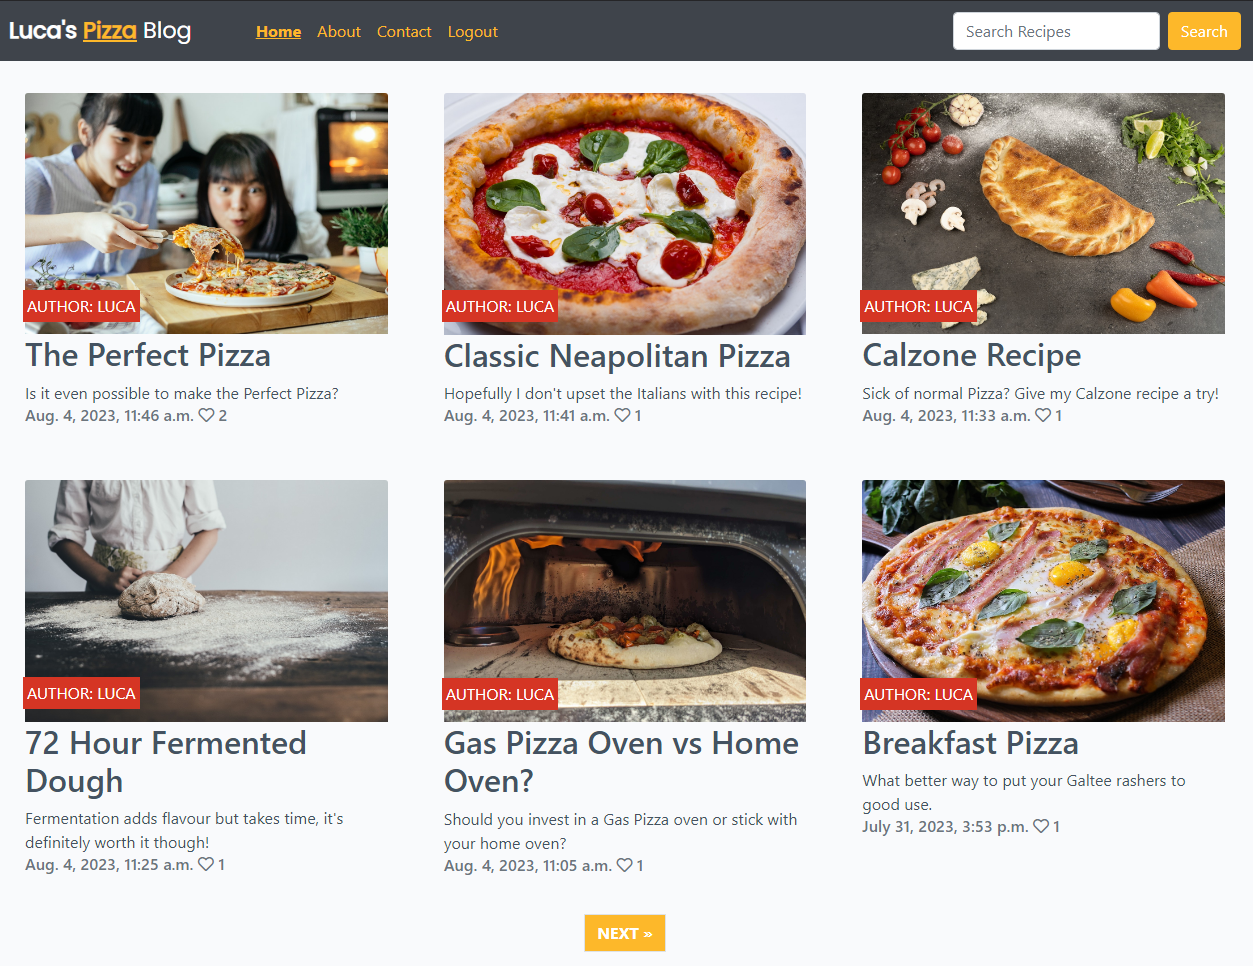 Luca's Pizza Blog Home About Contact Logout Search Recipes Search
AUTHOR: LUCA
The Perfect Pizza
Is it even possible to make the Perfect Pizza?
Aug. 4, 2023, 11:46 a.m. 2
AUTHOR: LUCA
Classic Neapolitan Pizza
Hopefully I don't upset the Italians with this recipe!
Aug. 4, 2023, 11:41 a.m. 1
AUTHOR: LUCA
Calzone Recipe
Sick of normal Pizza? Give my Calzone recipe a try!
Aug. 4, 2023, 11:33 a.m. 1
AUTHOR: LUCA
72 Hour Fermented
Dough
Fermentation adds flavour but takes time, it's
definitely worth it though!
Aug. 4, 2023, 11:25 a.m. 1
AUTHOR: LUCA
Gas Pizza Oven vs Home
Oven?
Should you invest in a Gas Pizza oven or stick with
your home oven?
Aug. 4, 2023, 11:05 a.m. 1
AUTHOR: LUCA
Breakfast Pizza
What better way to put your Galtee rashers to
good use.
July 31, 2023, 3:53 p.m. 1
NEXT »